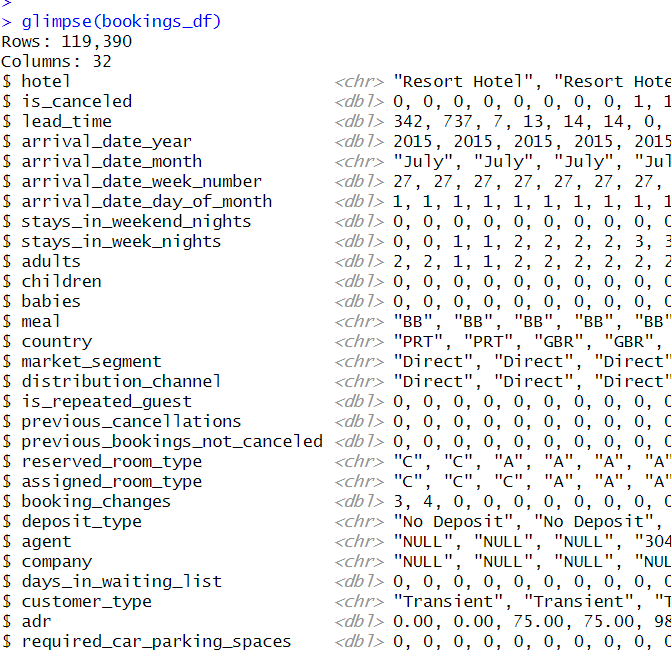 >
> glimpse(bookings_df)
Rows: 119,390
Columns: 32
$ hotel <chr> "Resort Hotel", "Resort Hote
$ is_canceled <dbl> 0, 0, 0, 0, 0, 0, 0, 0, 1, 1
$ lead_time <dbl> 342, 737, 7, 13, 14, 14, 0,
$ arrival_date_year <dbl> 2015, 2015, 2015, 2015, 2015
$ arrival_date_month <chr> "July", "July", "July", "Jul
$ arrival_date_week_number <dbl> 27, 27, 27, 27, 27, 27, 27,
$ arrival_date_day_of_month <dbl> 1, 1, 1, 1, 1, 1, 1, 1, 1, 1
$ stays_in_weekend_nights <dbl> 0, 0, 0, 0, 0, 0, 0, 0, 0, 0
$ stays_in_week_nights <dbl> 0, 0, 1, 1, 2, 2, 2, 2, 3, 3
$ adults <dbl> 2, 2, 1, 1, 2, 2, 2, 2, 2, 2
$ children <dbl> 0, 0, 0, 0, 0, 0, 0, 0, 0, 0
$ babies <dbl> 0, 0, 0, 0, 0, 0, 0, 0, 0, 0
$ meal <chr> "BB", "BB", "BB", "BB", "BB"
$ country <chr> "PRT", "PRT", "GBR", "GBR",
$ market_segment <chr> "Direct", "Direct", "Direct"
$ distribution_channel <chr> "Direct", "Direct", "Direct"
$ is_repeated_guest <dbl> 0, 0, 0, 0, 0, 0, 0, 0, 0, 0
$ previous_cancellations <dbl> 0, 0, 0, 0, 0, 0, 0, 0, 0, 0
$ previous_bookings_not_canceled <dbl> 0, 0, 0, 0, 0, 0, 0, 0, 0, 0
$ reserved_room_type <chr> "C", "C", "A", "A", "A", "A"
$ assigned_room_type <chr> "C", "C", "C", "A", "A", "A"
$ booking_changes <dbl> 3, 4, 0, 0, 0, 0, 0, 0, 0, 0
$ deposit_type <chr> "No Deposit", "No Deposit",
$ agent <chr> "NULL", "NULL", "NULL", "304
$ company <chr> "NULL", "NULL", "NULL", "NUL
$ days_in_waiting_list <dbl> 0, 0, 0, 0, 0, 0, 0, 0, 0, 0
$ customer_type <chr> "Transient", "Transient", "T
$ adr <dbl> 0.00, 0.00, 75.00, 75.00, 98
$ required_car_parking_spaces <dbl> 0, 0, 0, 0, 0, 0, 0, 0, 0, 0